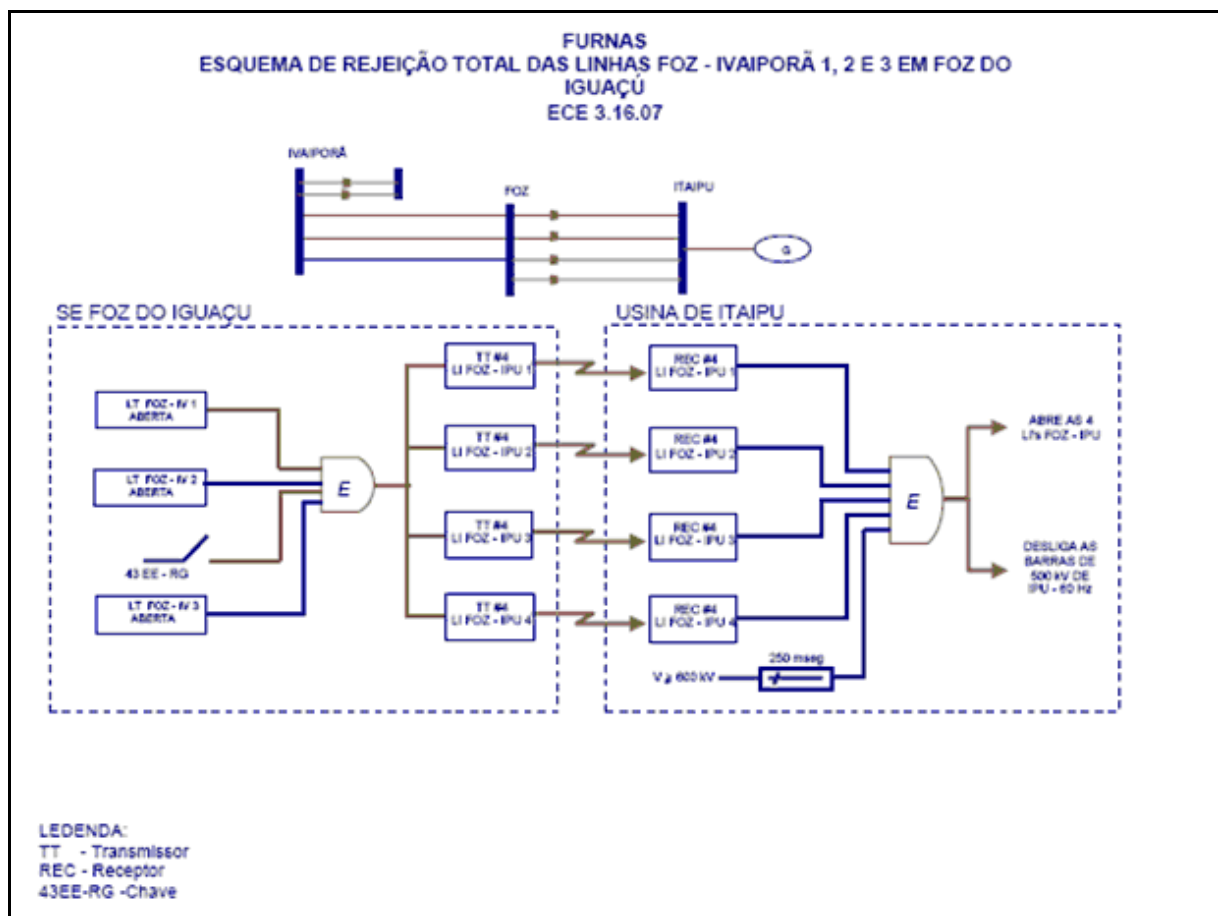 FURNAS
ESQUEMA DE REJEIÇÃO TOTAL DAS LINHAS FOZ - IVAIPORÃ 1, 2 E 3 EM FOZ DO
IGUAÇÚ
ECE 3.16.07
IVAIPORÃ
FOZ
ITAIPU
G
SE FOZ DO IGUAÇU
USINA DE ITAIPU
LT FOZ - IV 1
ABERTA
LT FOZ - IV 2
ABERTA
43 EE - RG
LT FOZ - IV 3
ABERTA
E
TT #4
LI FOZ - IPU 1
TT #4
LI FOZ - IPU 2
TT #4
LI FOZ - IPU 3
TT #4
LI FOZ - IPU 4
REC #4
LI FOZ - IPU 1
REC #4
LI FOZ - IPU 2
REC #4
LI FOZ - IPU 3
REC #4
LI FOZ - IPU 4
250 mseg
V ≥ 600 kV
E
ABRE AS 4
LI's FOZ - IPU
DESLIGA AS
BARRAS DE
500 kV DE
IPU - 60 Hz
LEDENDA:
TT - Transmissor
REC - Receptor
43EE-RG -Chave